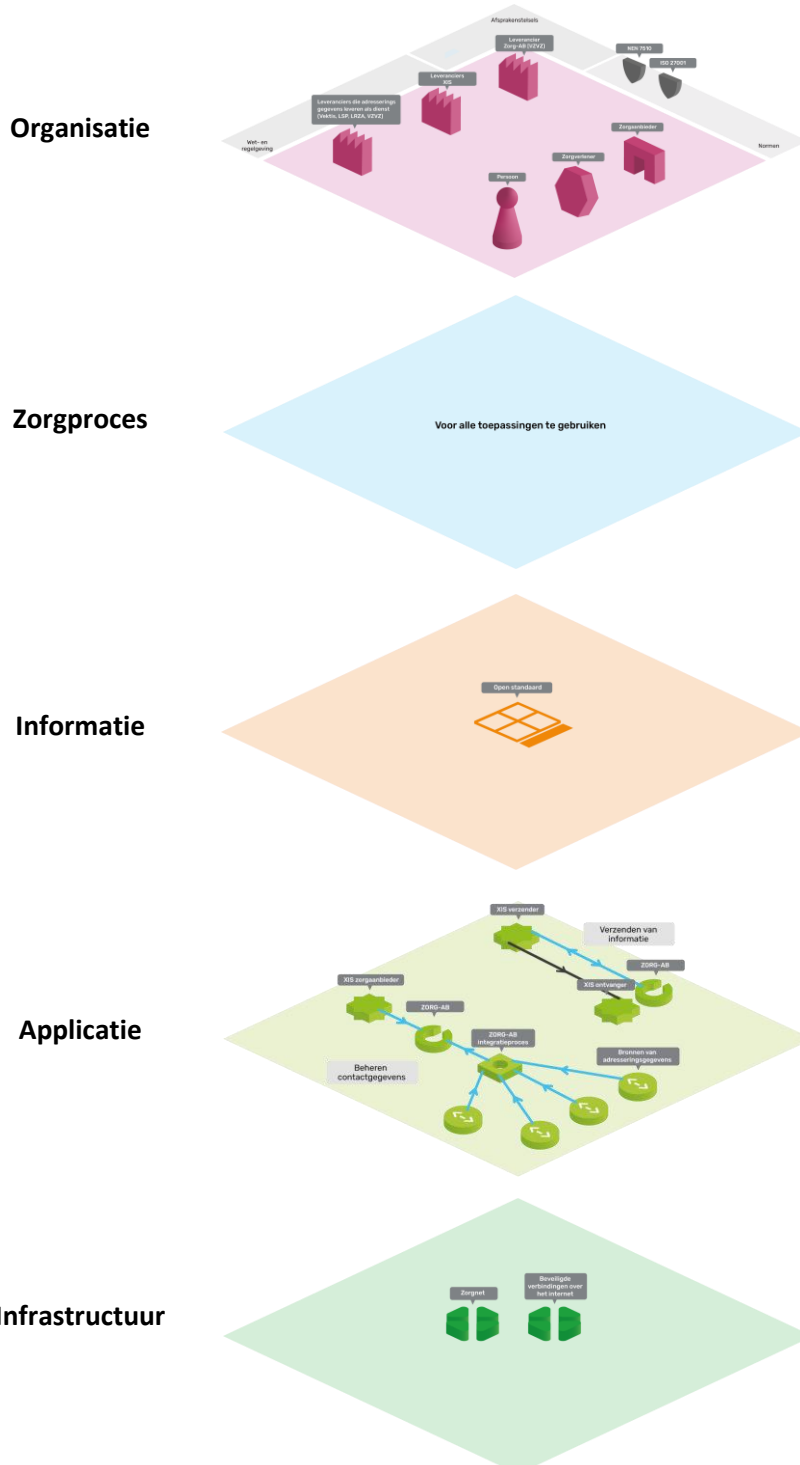 Afsprakenstelsels
Leverancier
Zorg-AB (VZVZ)
NEN 7510
ISO 27001
Leveranciers
XIS
Leveranciers die adresserings
gegevens leveren als dienst
(Vektis, LSP, LRZA, VZVZ)
Organisatie
Zorgaanbieder
Wet- en
regelgeving
Normen
Zorgverlener
Persoon
Zorgproces
Voor alle toepassingen te gebruiken
Open standaard
Informatie
XIS verzender
Verzenden van
informatie
ZORG-AB
XIS zorgaanbieder
XIS ontvanger
ZORG-AB
Applicatie
ZORG-AB
integratieproces
Bronnen van
adresseringsgegevens
Beheren
contactgegevens
Beveiligde
verbindingen over
het internet
Zorgnet
Infrastructuur